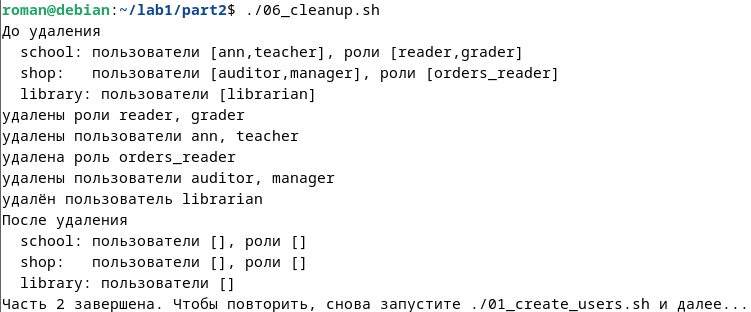 roman@debian:~/lab1/part2$ ./06_cleanup.sh
До удаления
  school: пользователи [ann,teacher], роли [reader,grader]
  shop:   пользователи [auditor,manager], роли [orders_reader]
  library: пользователи [librarian]
удалены роли reader, grader
удалены пользователи ann, teacher
удалена роль orders_reader
удалены пользователи auditor, manager
удалён пользователь librarian
После удаления
  school: пользователи [], роли []
  shop:   пользователи [], роли []
  library: пользователи []
Часть 2 завершена. Чтобы повторить, снова запустите ./01_create_users.sh и далее...